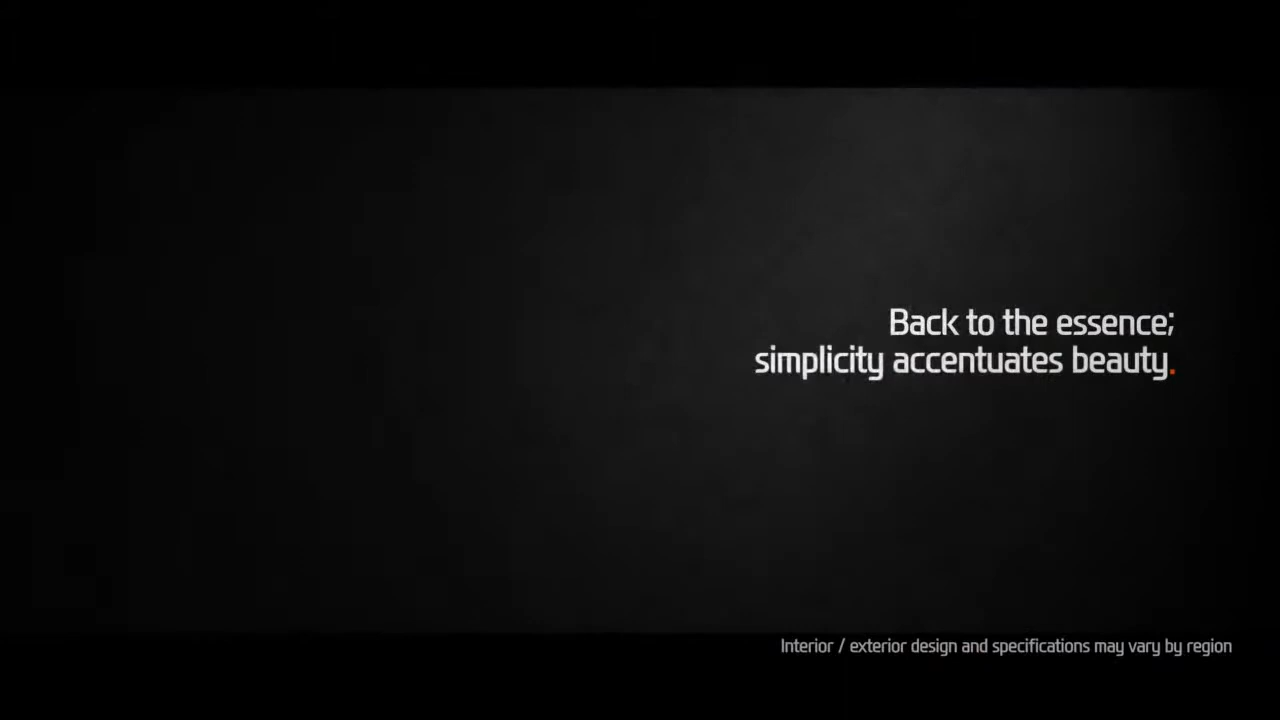 Back to the essence;
simplicity accentuates beauty.
Interior / exterior design and specifications may vary by region